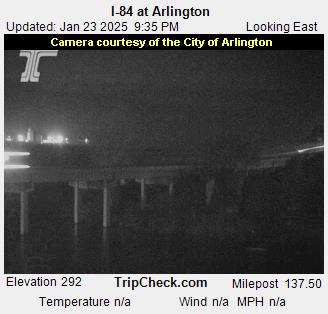 I-84 at Arlington
Updated: Jan 23 2025 9:35 PM Looking East
Camera courtesy of the City of Arlington
Elevation 292 TripCheck.com Milepost 137.50
Temperature n/a Wind n/a MPH n/a